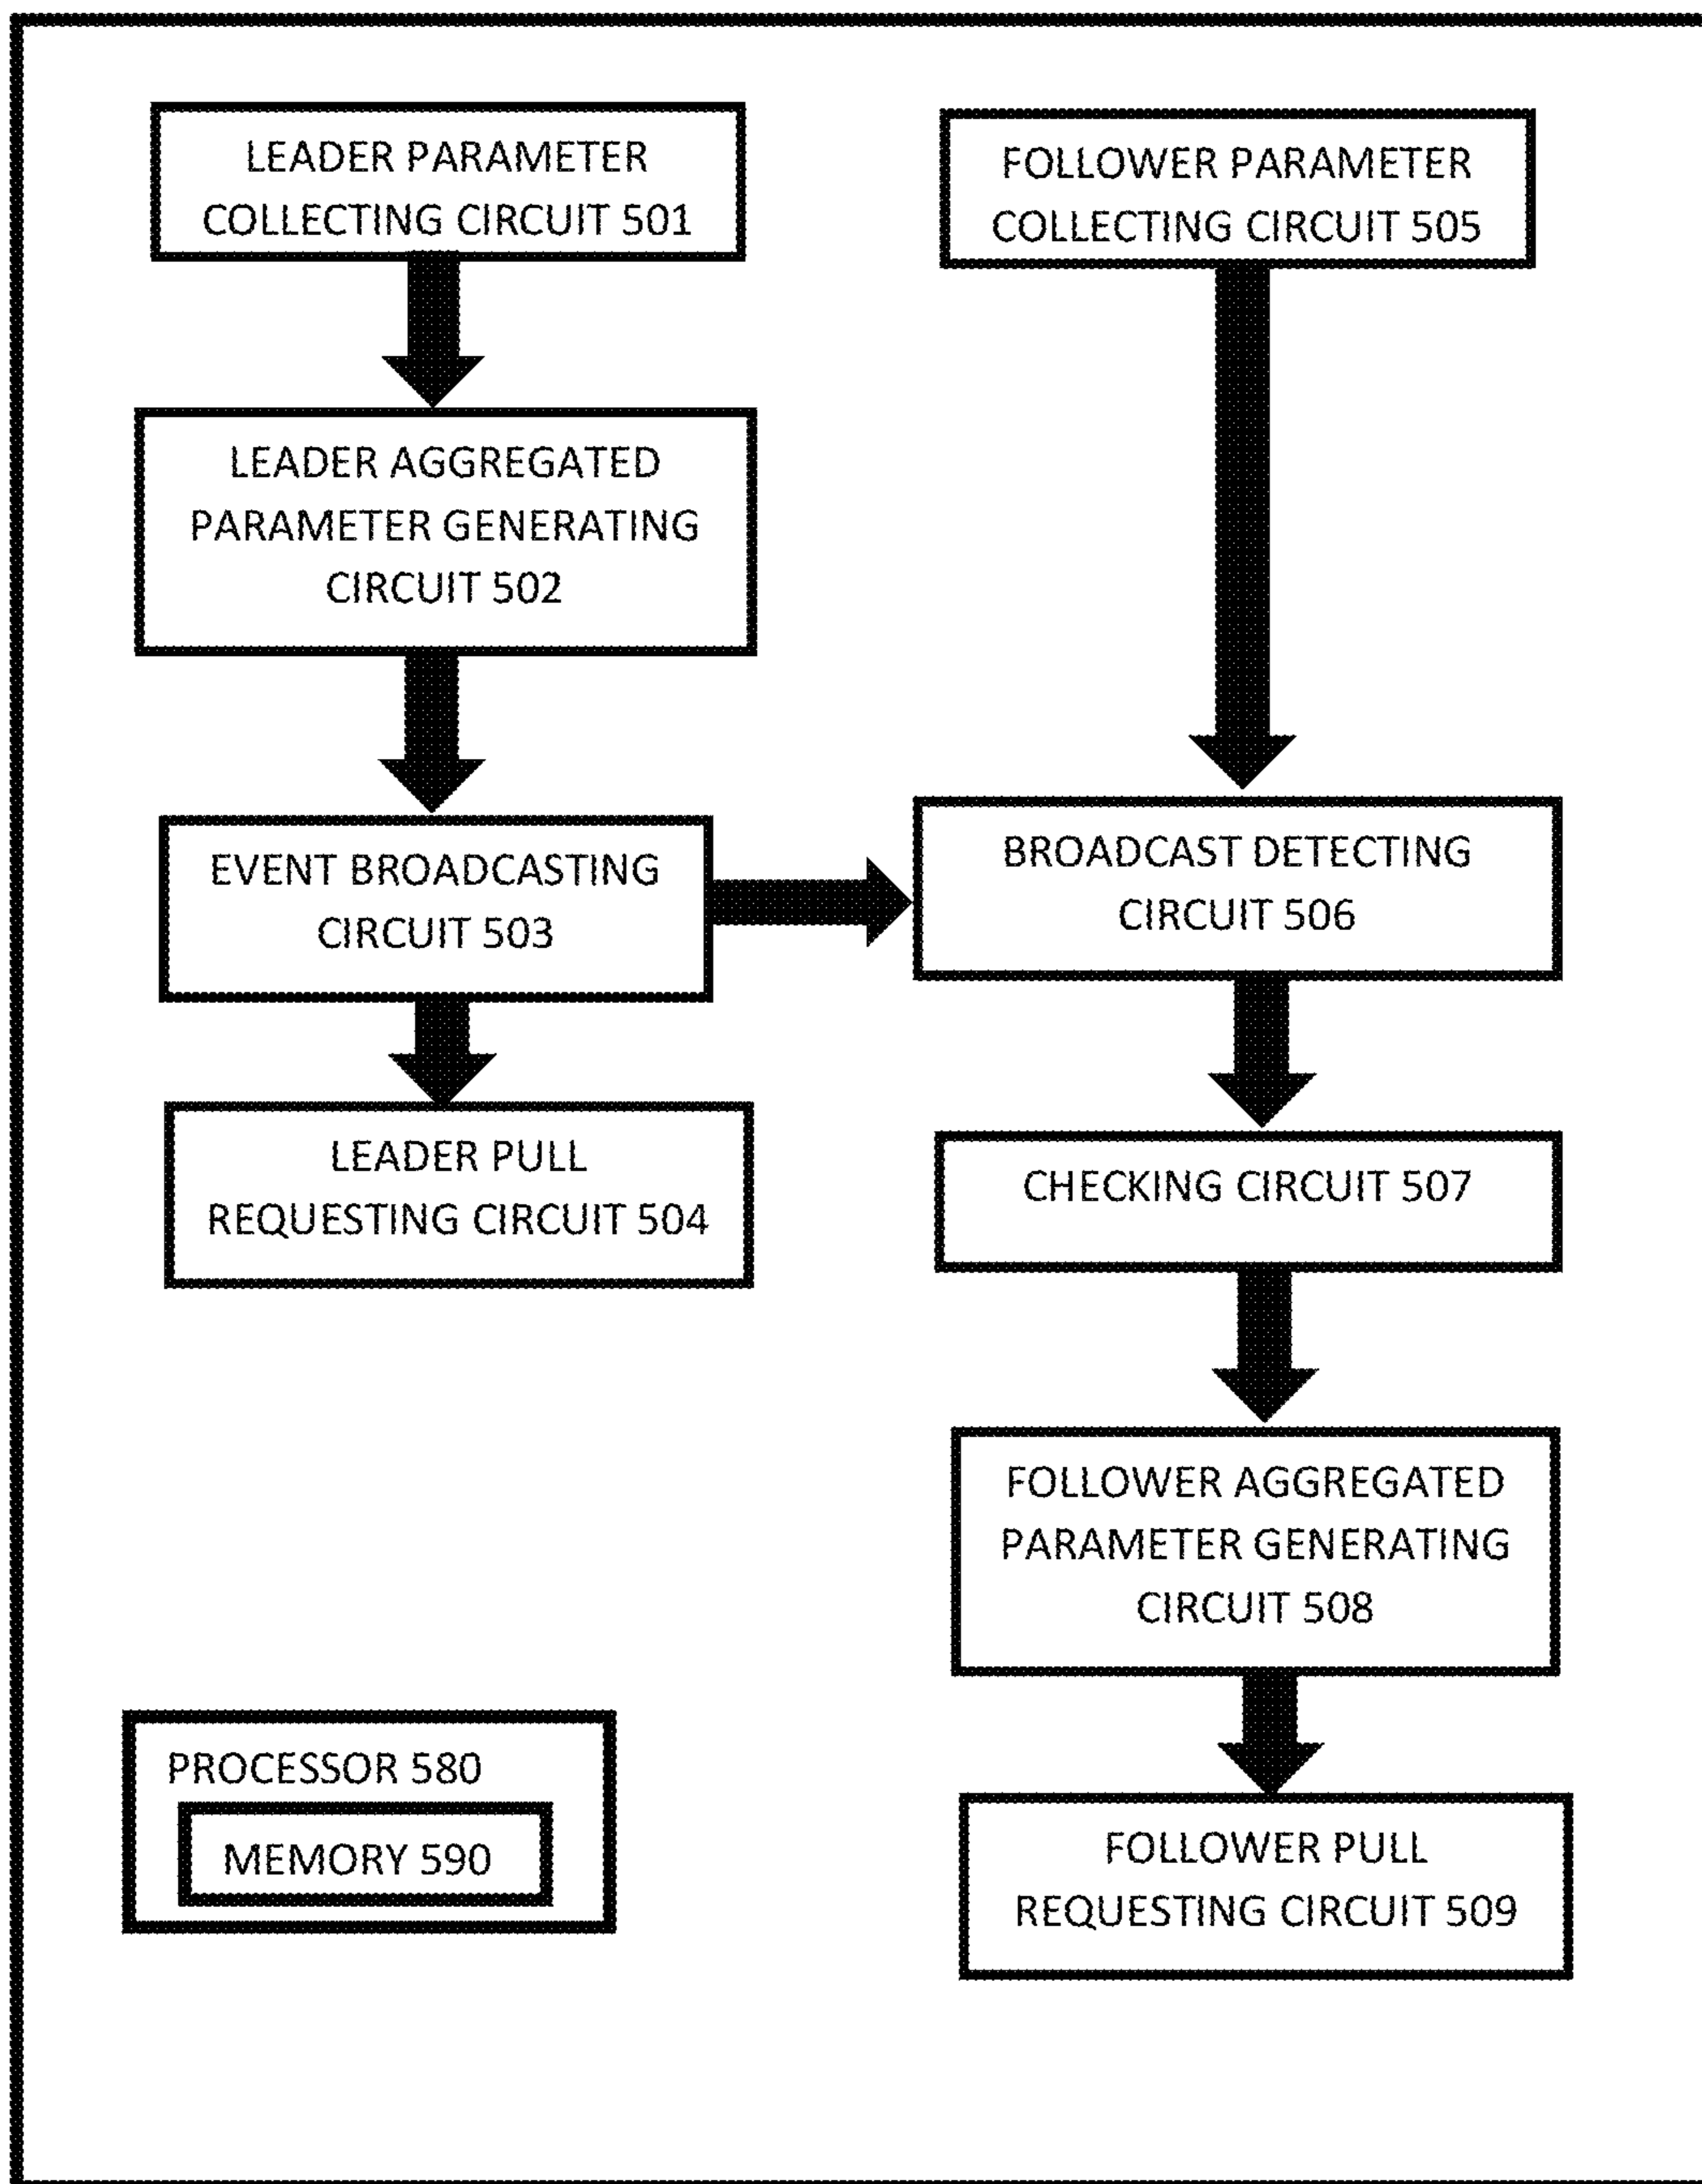 LEADER PARAMETER
COLLECTING CIRCUIT 501
LEADER AGGREGATED
PARAMETER GENERATING
CIRCUIT 502
EVENT BROADCASTING
CIRCUIT 503
LEADER PULL
REQUESTING CIRCUIT 504
FOLLOWER PARAMETER
COLLECTING CIRCUIT 505
BROADCAST DETECTING
CIRCUIT 506
CHECKING CIRCUIT 507
FOLLOWER AGGREGATED
PARAMETER GENERATING
CIRCUIT 508
FOLLOWER PULL
REQUESTING CIRCUIT 509
PROCESSOR 580
MEMORY 590